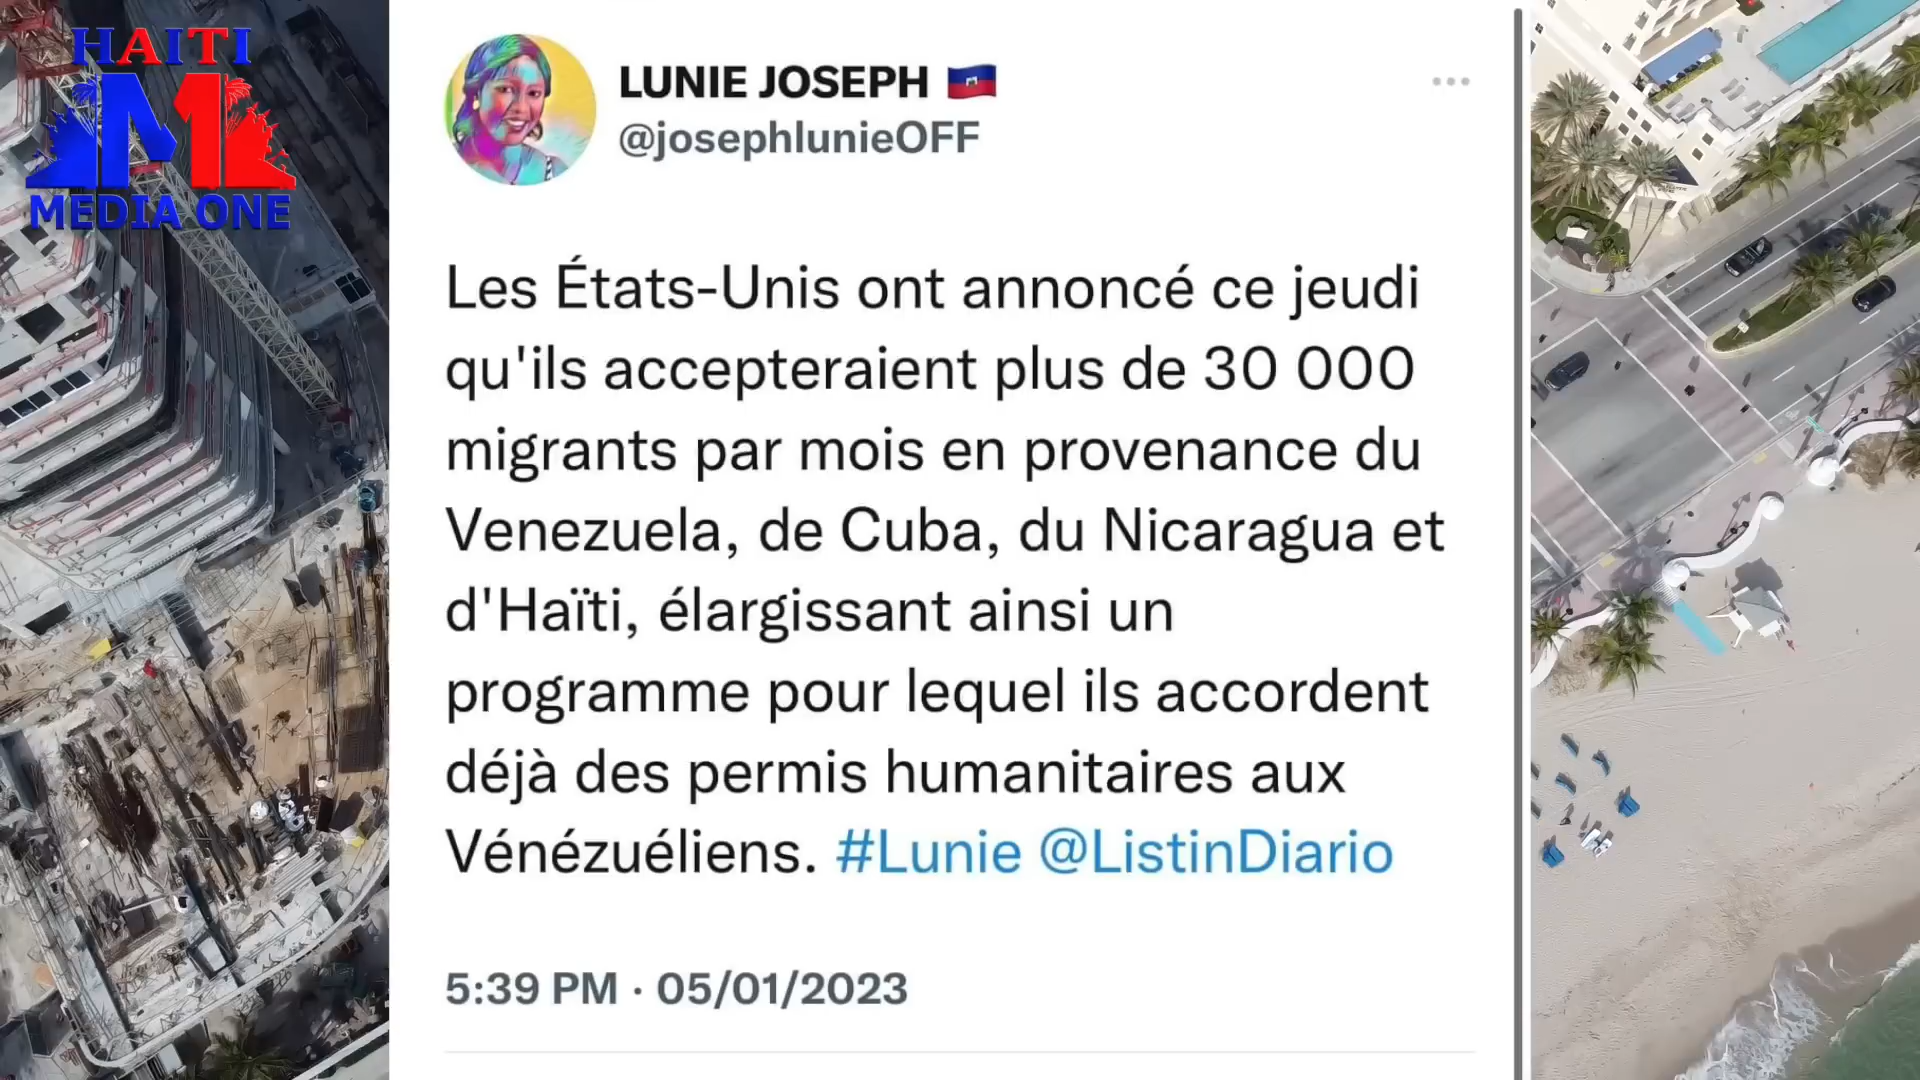 HAITI
M1
MEDIA ONE
LUNIE JOSEPH 🇭🇹
@josephlunieOFF
Les États-Unis ont annoncé ce jeudi
qu'ils accepteraient plus de 30 000
migrants par mois en provenance du
Venezuela, de Cuba, du Nicaragua et
d'Haïti, élargissant ainsi un
programme pour lequel ils accordent
déjà des permis humanitaires aux
Vénézuéliens. #Lunie @ListinDiario
5:39 PM · 05/01/2023